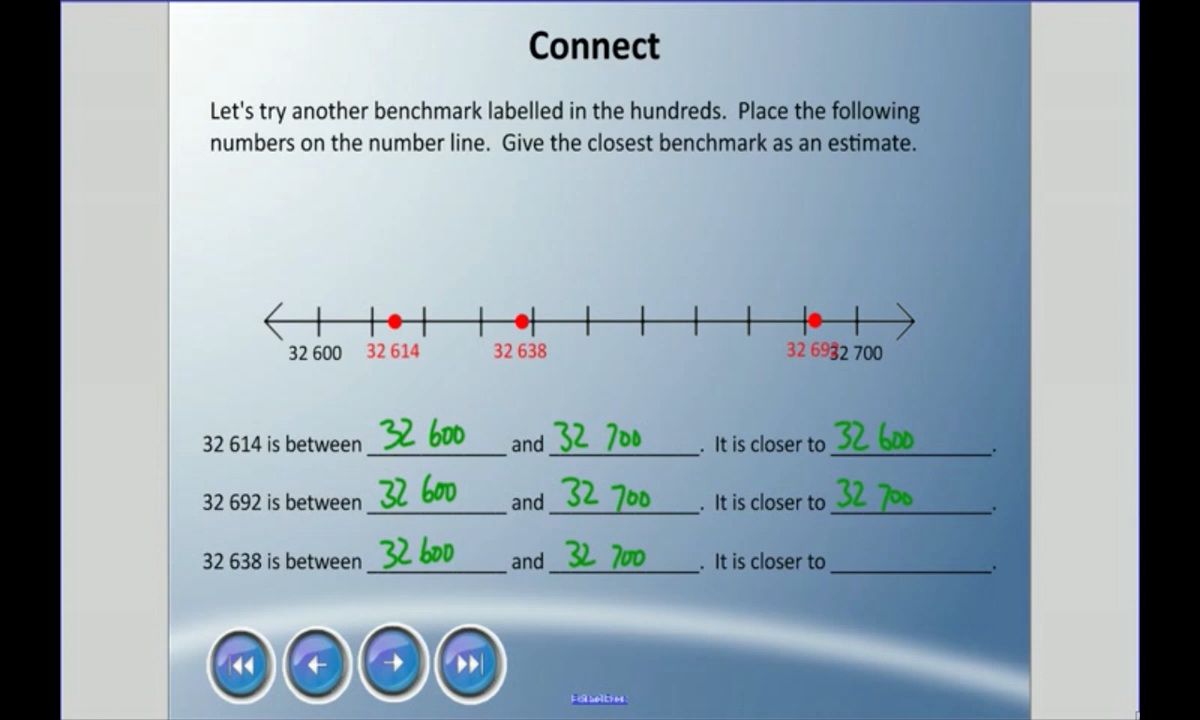 Connect
Let's try another benchmark labelled in the hundreds. Place the following
numbers on the number line. Give the closest benchmark as an estimate.
32 600 32 614 32 638 32 692 32 700
32 614 is between 32 600 and 32 700. It is closer to 32 600.
32 692 is between 32 600 and 32 700. It is closer to 32 700.
32 638 is between 32 600 and 32 700. It is closer to ____________.